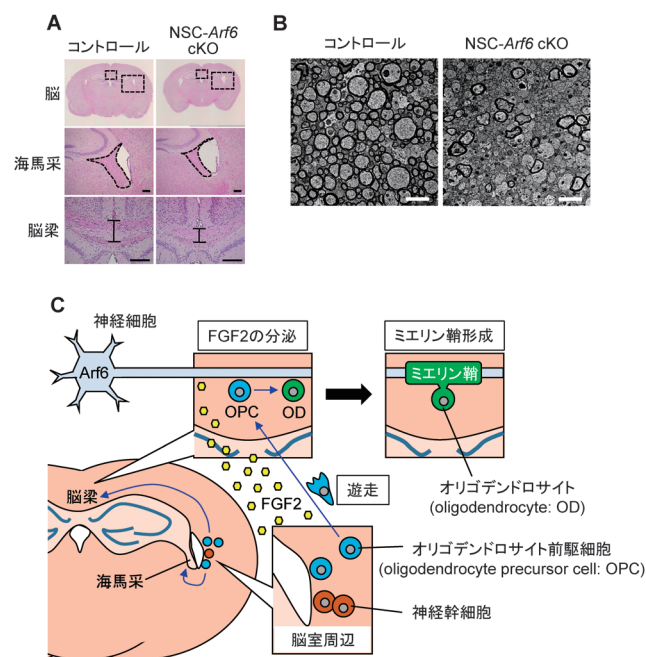 A
コントロール
NSC-Arf6
cKO
脳
海馬采
脳梁
B
コントロール
NSC-Arf6 cKO
C
神経細胞
Arf6
FGF2の分泌
OPC
OD
ミエリン鞘形成
ミエリン鞘
オリゴデンドロサイト
(oligodendrocyte: OD)
脳梁
FGF2
遊走
海馬采
オリゴデンドロサイト前駆細胞
(oligodendrocyte precursor cell: OPC)
神経幹細胞
脳室周辺